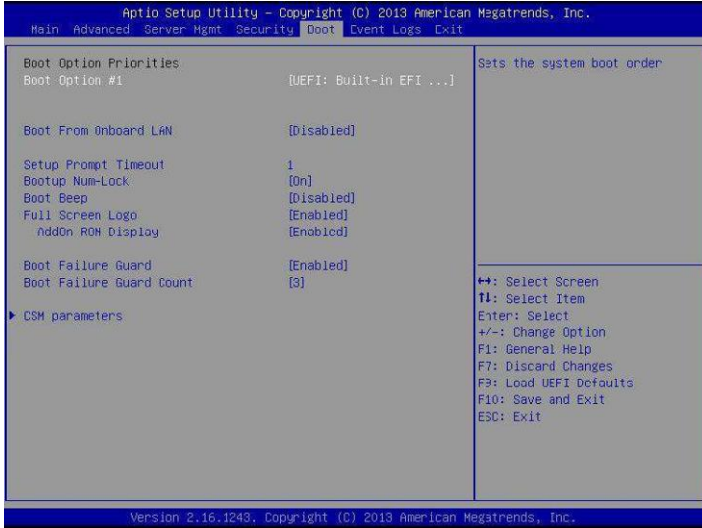 Aptio Setup Utility - Copyright (C) 2013 American Megatrends, Inc.
Main Advanced Server Mgmt Security Boot Event Logs Exit
Boot Option Priorities
Boot Option #1 [UEFI: Built-in EFI ...]
Boot From Onboard LAN [Disabled]
Setup Prompt Timeout 1
Bootup Num-Lock [On]
Boot Beep [Disabled]
Full Screen Logo [Enabled]
AddOn ROM Display [Enabled]
Boot Failure Guard [Enabled]
Boot Failure Guard Count [3]
▶ CSM parameters
Sets the system boot order
↔: Select Screen
↑↓: Select Item
Enter: Select
+/-: Change Option
F1: General Help
F7: Discard Changes
F9: Load UEFI Defaults
F10: Save and Exit
ESC: Exit
Version 2.16.1243. Copyright (C) 2013 American Megatrends, Inc.